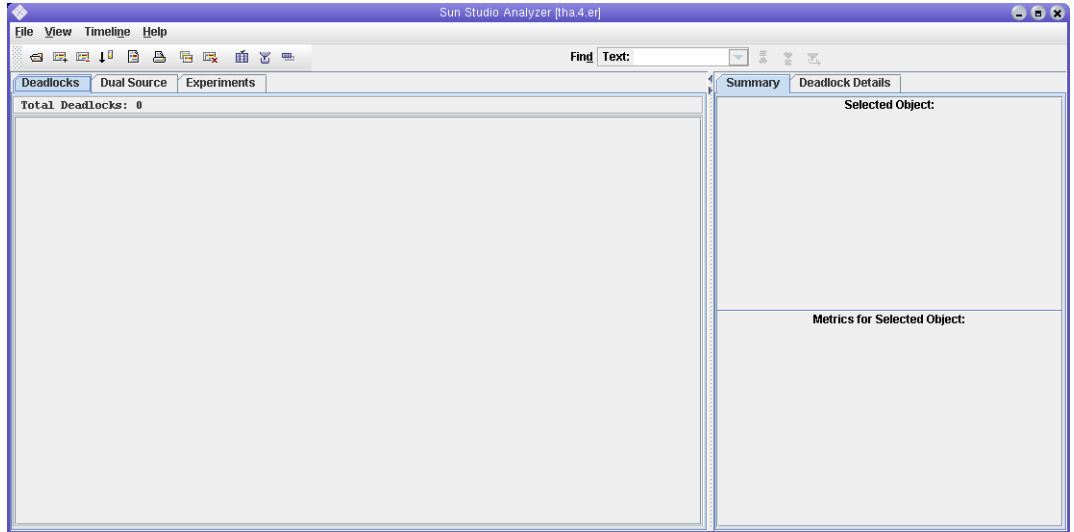 Sun Studio Analyzer [tha.4.er]
File View Timeline Help
Find Text:
Deadlocks Dual Source Experiments
Total Deadlocks: 0
Summary Deadlock Details
Selected Object:
Metrics for Selected Object: